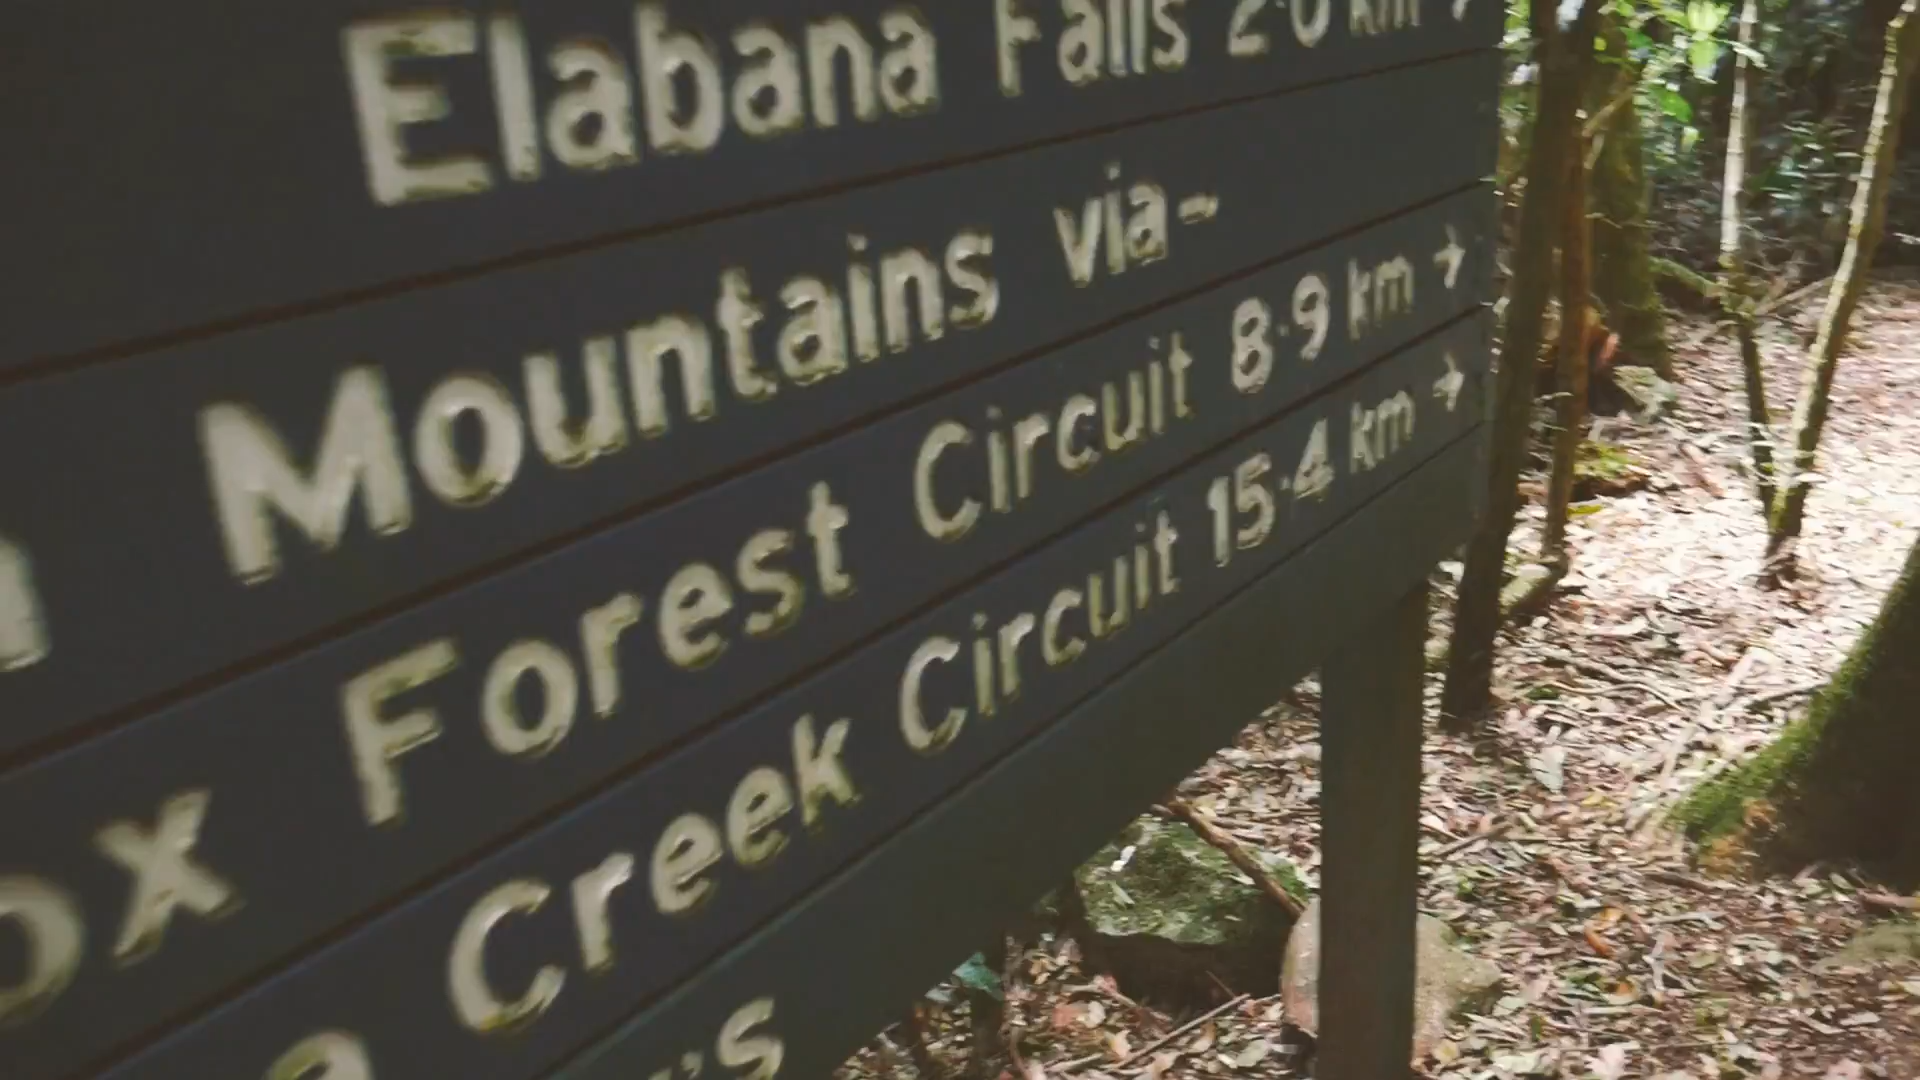 Elabana Falls 2·0 km →
Mountains via-
Forest Circuit 8·9 km →
Creek Circuit 15·4 km →